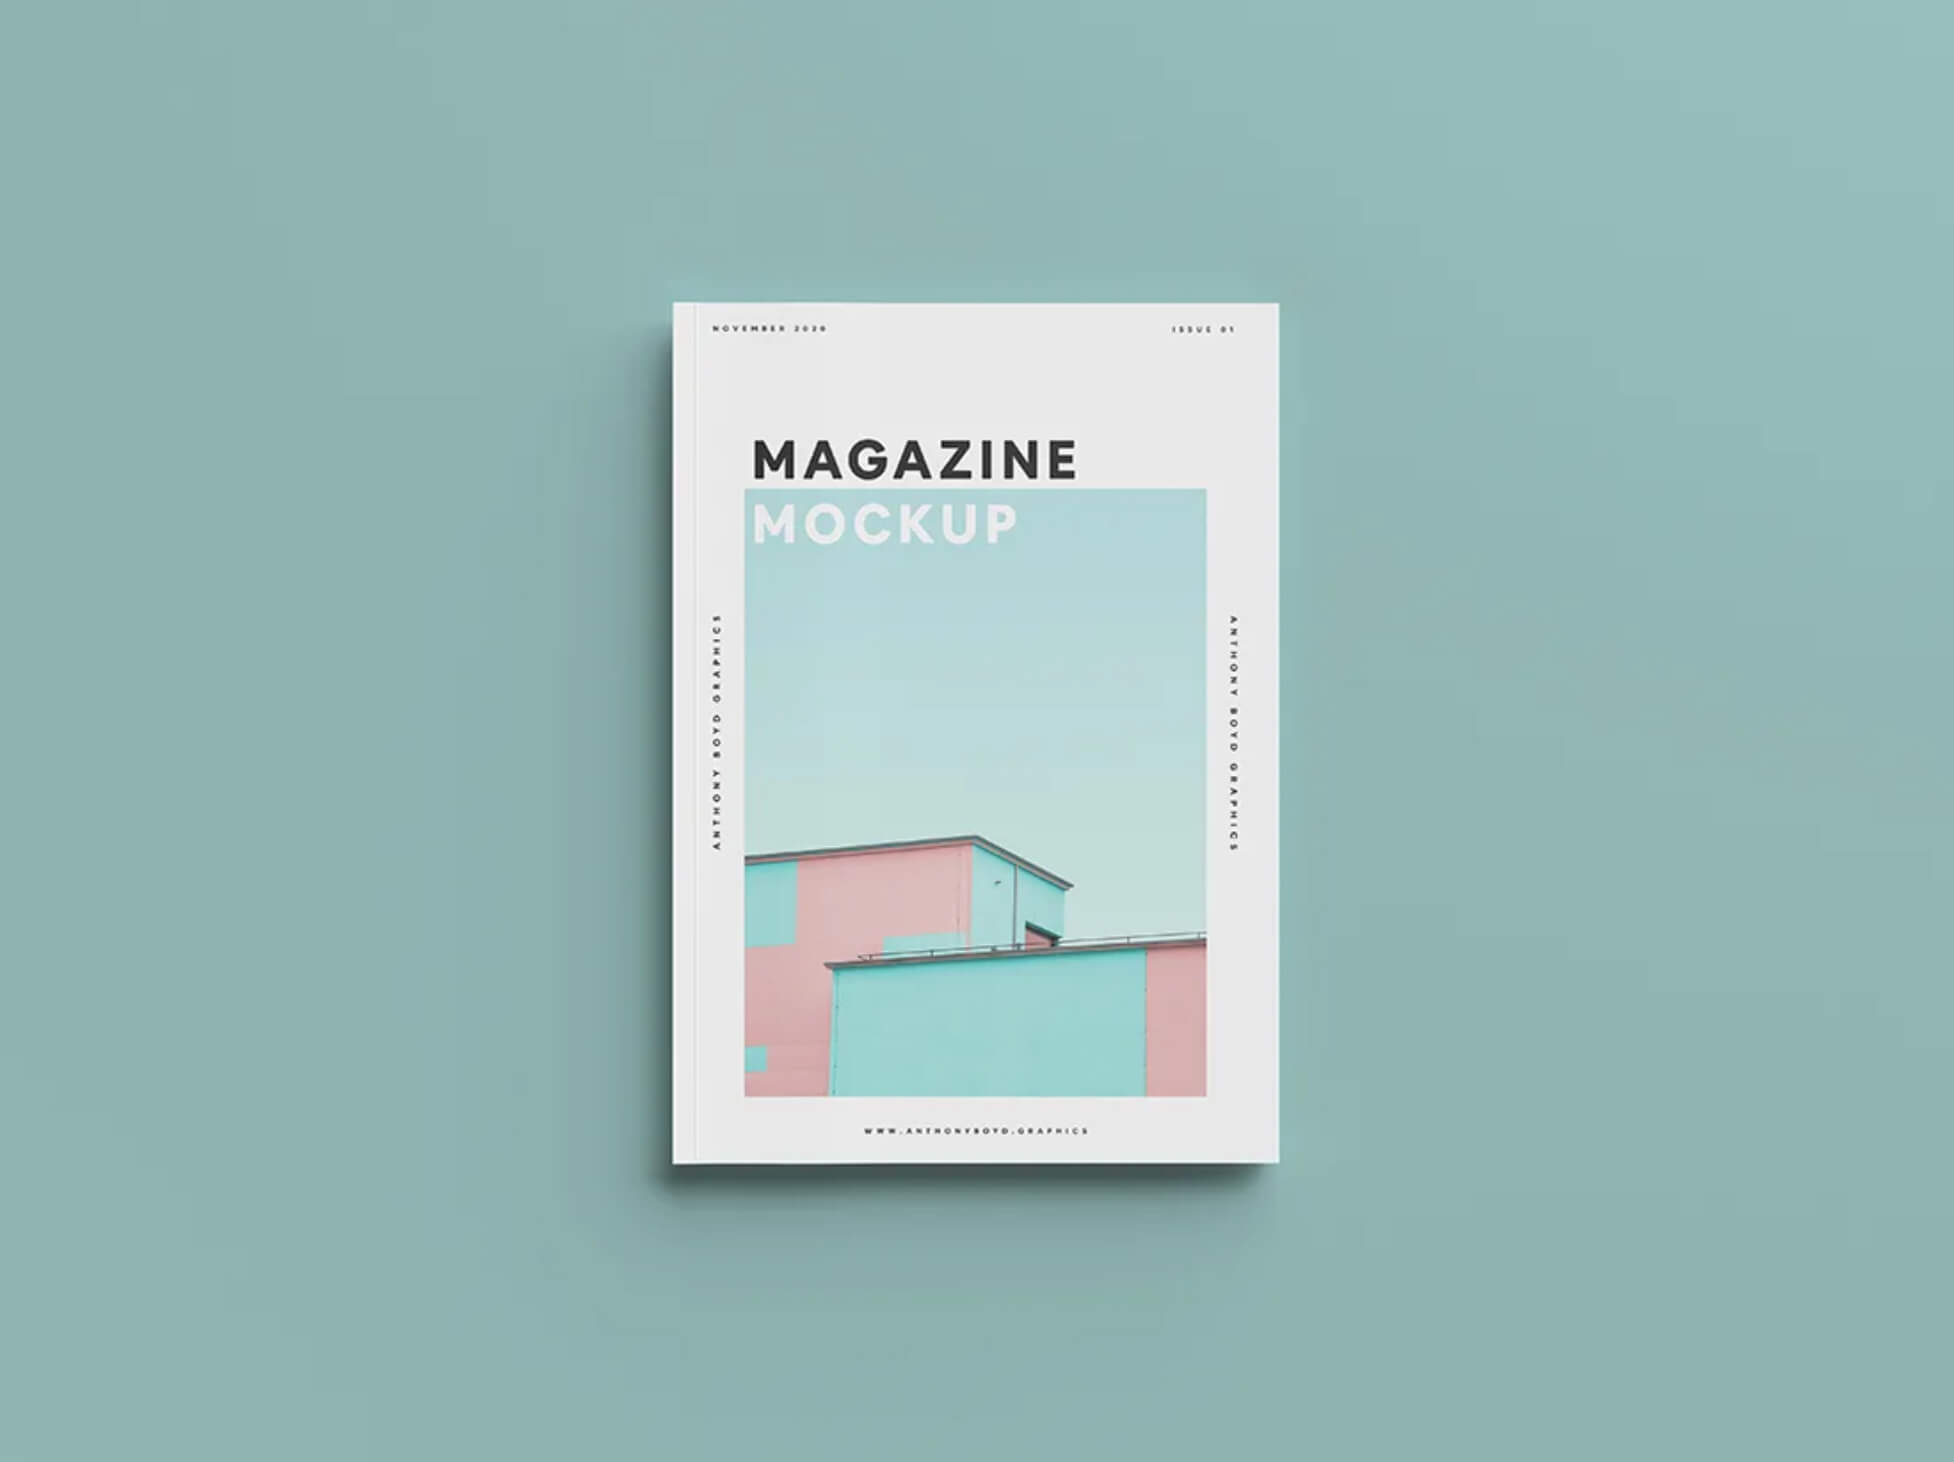 NOVEMBER 2020
ISSUE 01
MAGAZINE
MOCKUP
ANTHONY BOYD GRAPHICS
ANTHONY BOYD GRAPHICS
WWW.ANTHONYBOYD.GRAPHICS